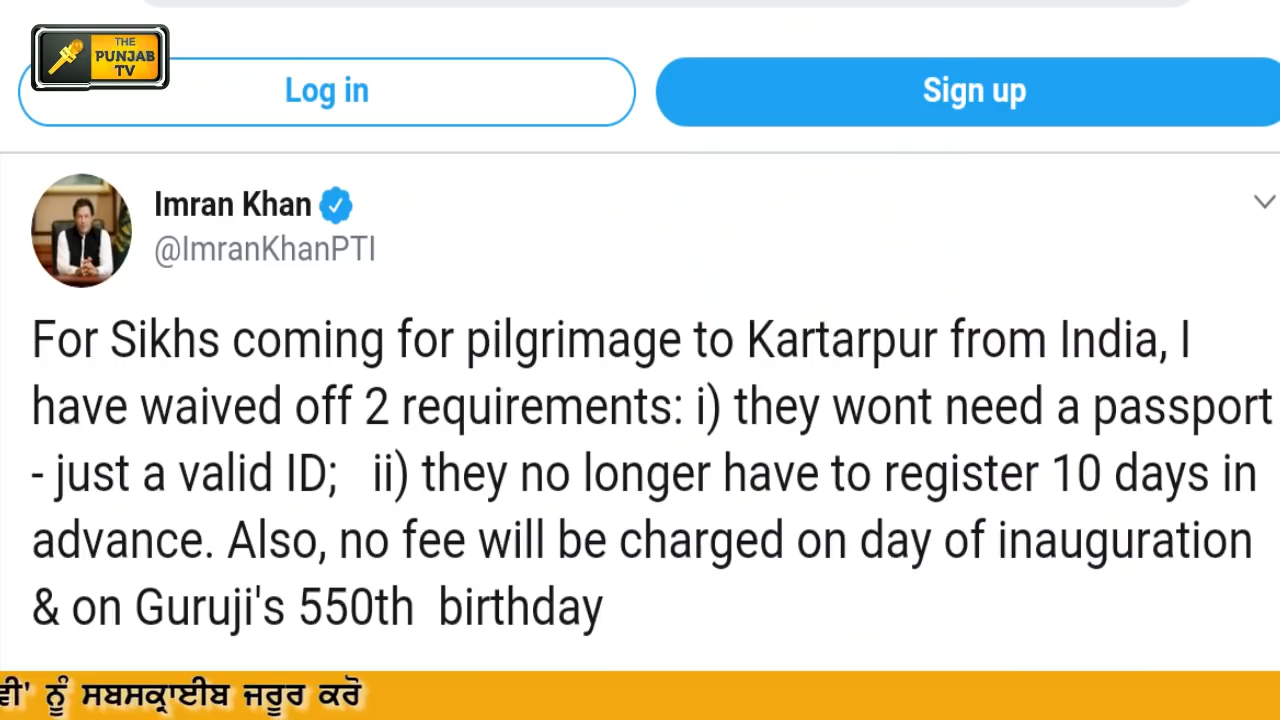 THE
PUNJAB
TV
Log in
Sign up
Imran Khan
@ImranKhanPTI
For Sikhs coming for pilgrimage to Kartarpur from India, I
have waived off 2 requirements: i) they wont need a passport
- just a valid ID;   ii) they no longer have to register 10 days in
advance. Also, no fee will be charged on day of inauguration
& on Guruji's 550th  birthday
ਵੀ' ਨੂੰ ਸਬਸਕ੍ਰਾਈਬ ਜਰੂਰ ਕਰੋ